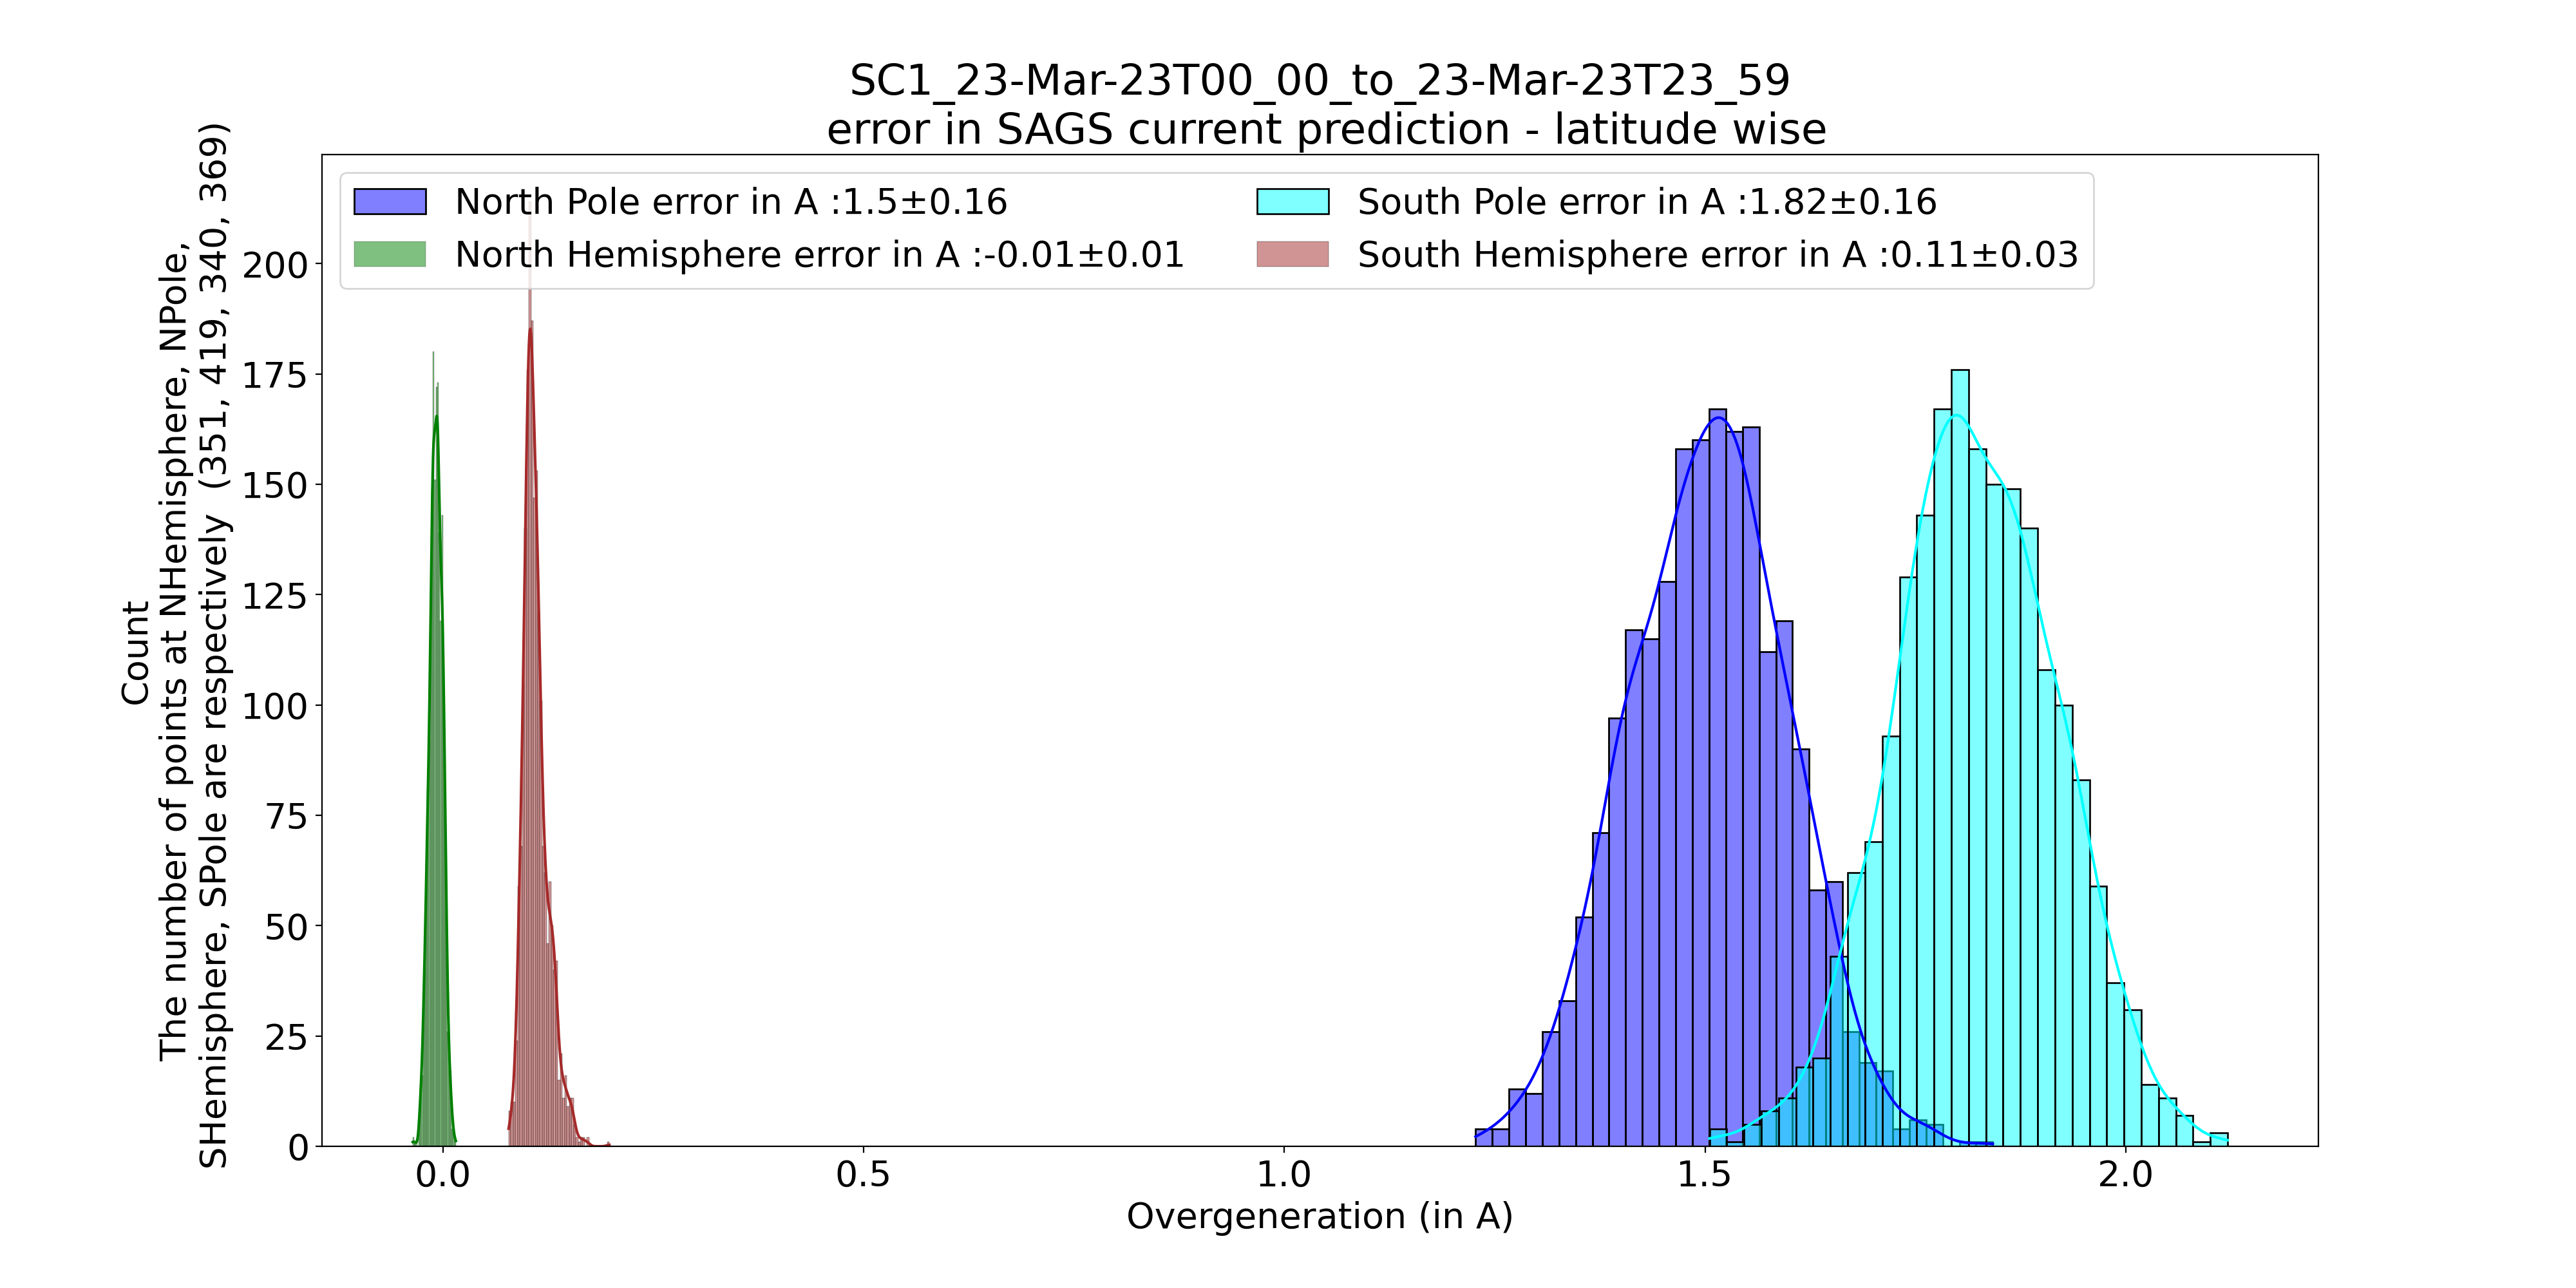 SC1_23-Mar-23T00_00_to_23-Mar-23T23_59
error in SAGS current prediction - latitude wise
North Pole error in A :1.5±0.16
North Hemisphere error in A :-0.01±0.01
South Pole error in A :1.82±0.16
South Hemisphere error in A :0.11±0.03
Count
The number of points at NHemisphere, NPole,
SHemisphere, SPole are respectively (351, 419, 340, 369)
200
175
150
125
100
75
50
25
0
0.0
0.5
1.0
1.5
2.0
Overgeneration (in A)